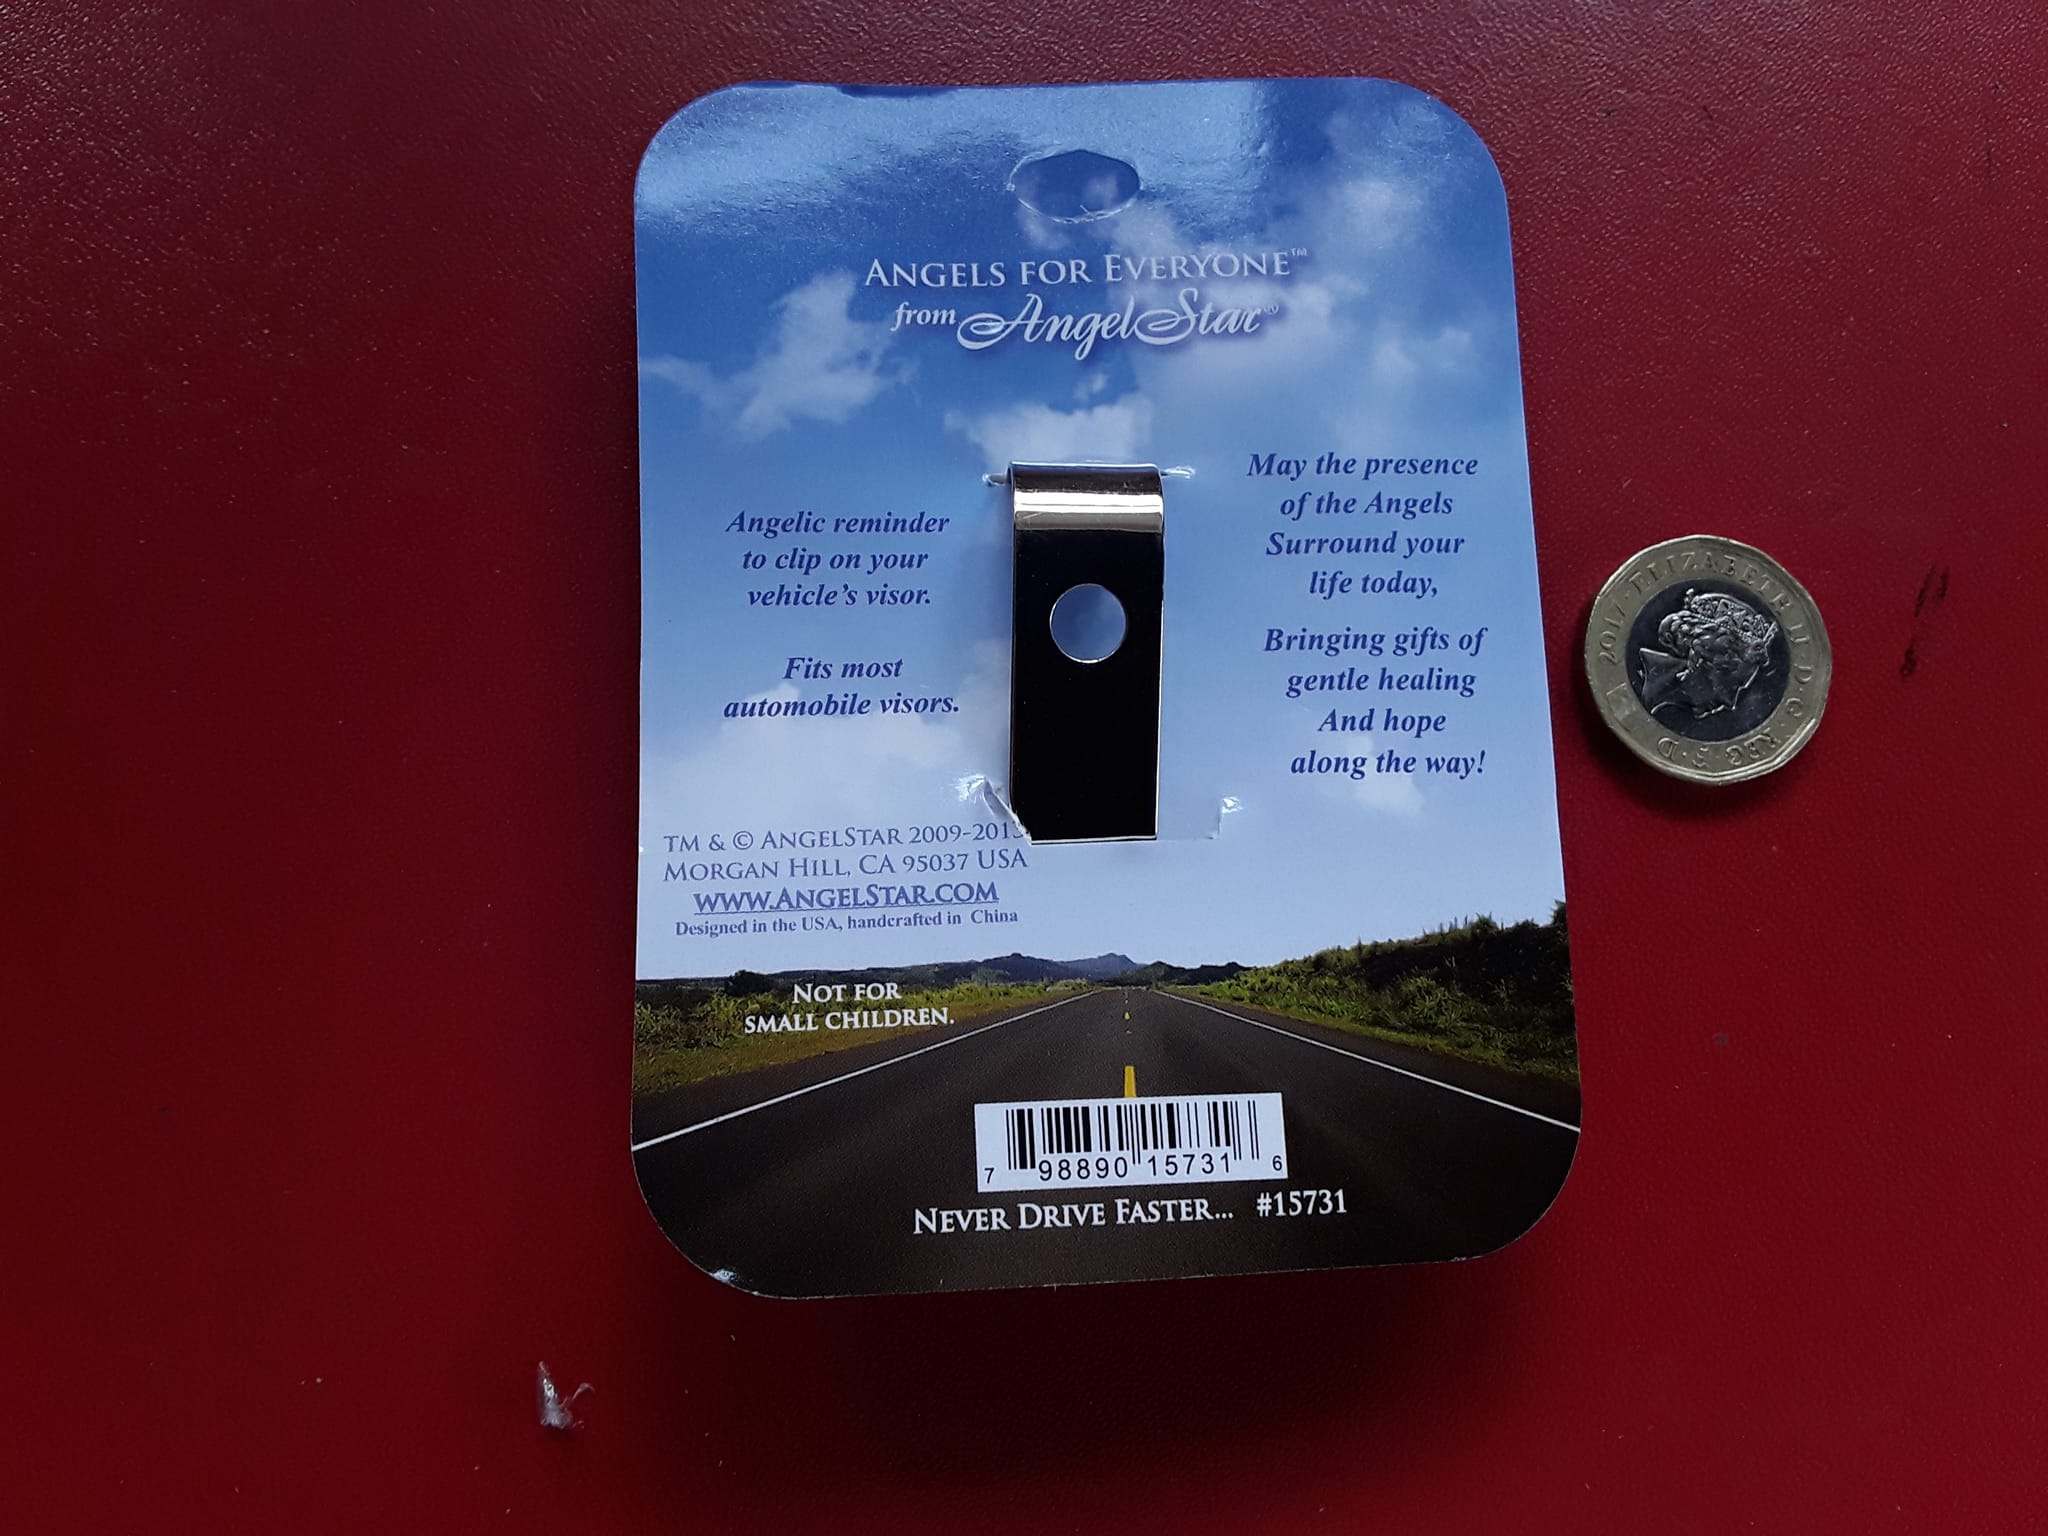 ANGELS FOR EVERYONE™
from AngelStar®
Angelic reminder
to clip on your
vehicle's visor.
Fits most
automobile visors.
May the presence
of the Angels
Surround your
life today,
Bringing gifts of
gentle healing
And hope
along the way!
TM & © ANGELSTAR 2009-2013
MORGAN HILL, CA 95037 USA
WWW.ANGELSTAR.COM
Designed in the USA, handcrafted in China
NOT FOR
SMALL CHILDREN.
7 98890 15731 6
NEVER DRIVE FASTER... #15731
2017 · ELIZABETH II D · G · REG · F · D